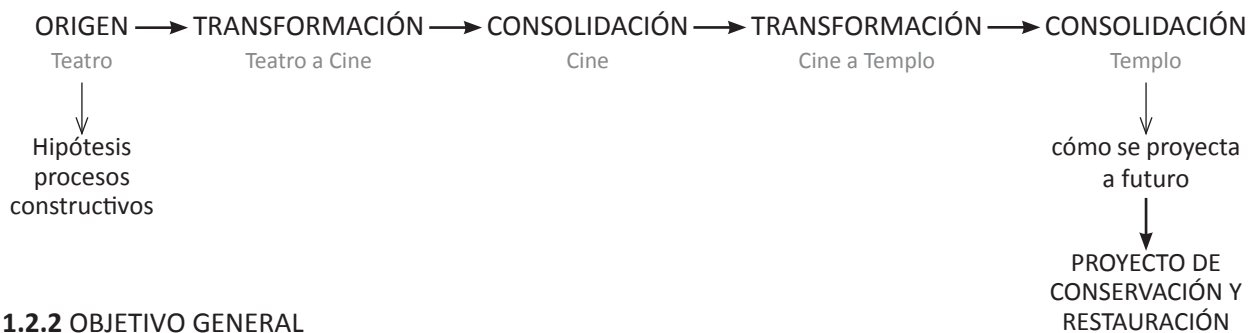 ORIGEN TRANSFORMACIÓN CONSOLIDACIÓN TRANSFORMACIÓN CONSOLIDACIÓN
Teatro Teatro a Cine Cine Cine a Templo Templo
Hipótesis
procesos
constructivos
cómo se proyecta
a futuro
PROYECTO DE
CONSERVACIÓN Y
RESTAURACIÓN
1.2.2 OBJETIVO GENERAL